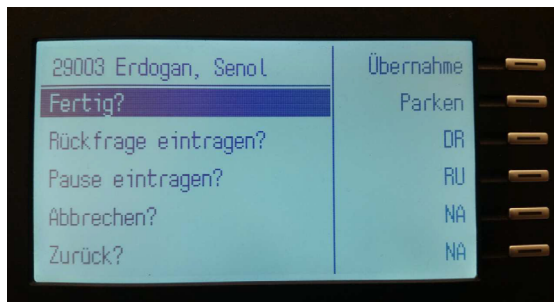 29003 Erdogan, Senol
Fertig?
Rückfrage eintragen?
Pause eintragen?
Abbrechen?
Zurück?
Übernahme
Parken
DR
RU
NA
NA